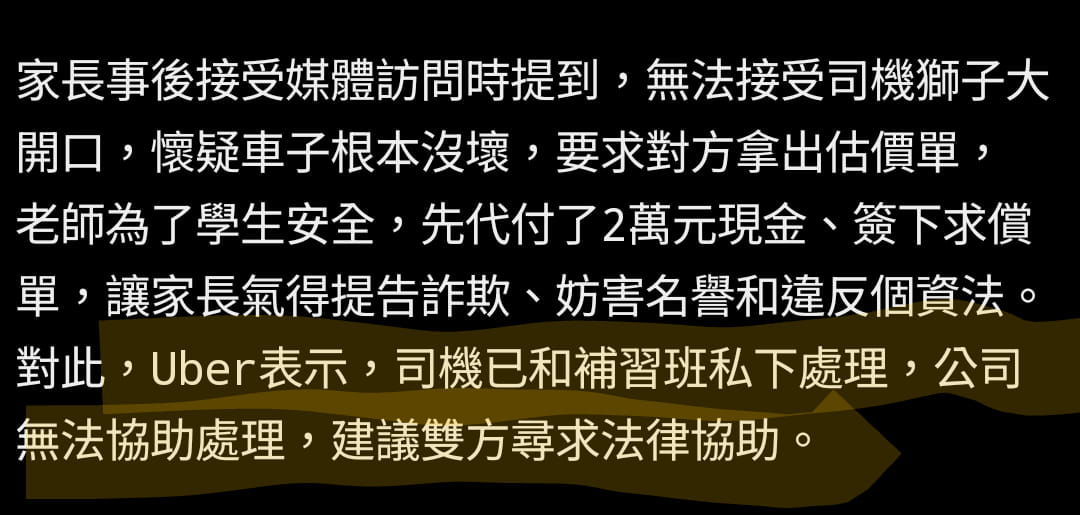 家長事後接受媒體訪問時提到，無法接受司機獅子大
開口，懷疑車子根本沒壞，要求對方拿出估價單，
老師為了學生安全，先代付了2萬元現金、簽下求償
單，讓家長氣得提告詐欺、妨害名譽和違反個資法。
對此，Uber表示，司機已和補習班私下處理，公司
無法協助處理，建議雙方尋求法律協助。